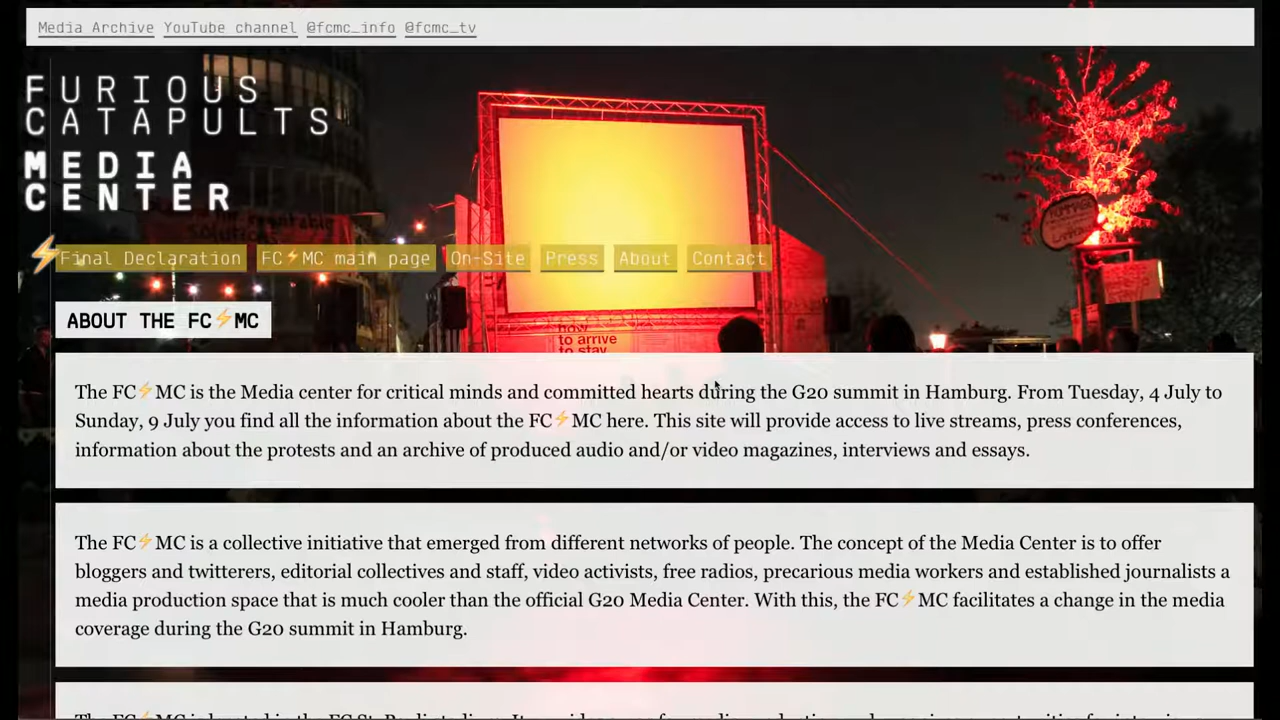 Media Archive YouTube channel @fcmc_info @fcmc_tv
FURIOUS
CATAPULTS
MEDIA
CENTER
⚡Final Declaration FC⚡MC main page On-Site Press About Contact
ABOUT THE FC⚡MC
how
to arrive
to stay
The FC⚡MC is the Media center for critical minds and committed hearts during the G20 summit in Hamburg. From Tuesday, 4 July to
Sunday, 9 July you find all the information about the FC⚡MC here. This site will provide access to live streams, press conferences,
information about the protests and an archive of produced audio and/or video magazines, interviews and essays.
The FC⚡MC is a collective initiative that emerged from different networks of people. The concept of the Media Center is to offer
bloggers and twitterers, editorial collectives and staff, video activists, free radios, precarious media workers and established journalists a
media production space that is much cooler than the official G20 Media Center. With this, the FC⚡MC facilitates a change in the media
coverage during the G20 summit in Hamburg.